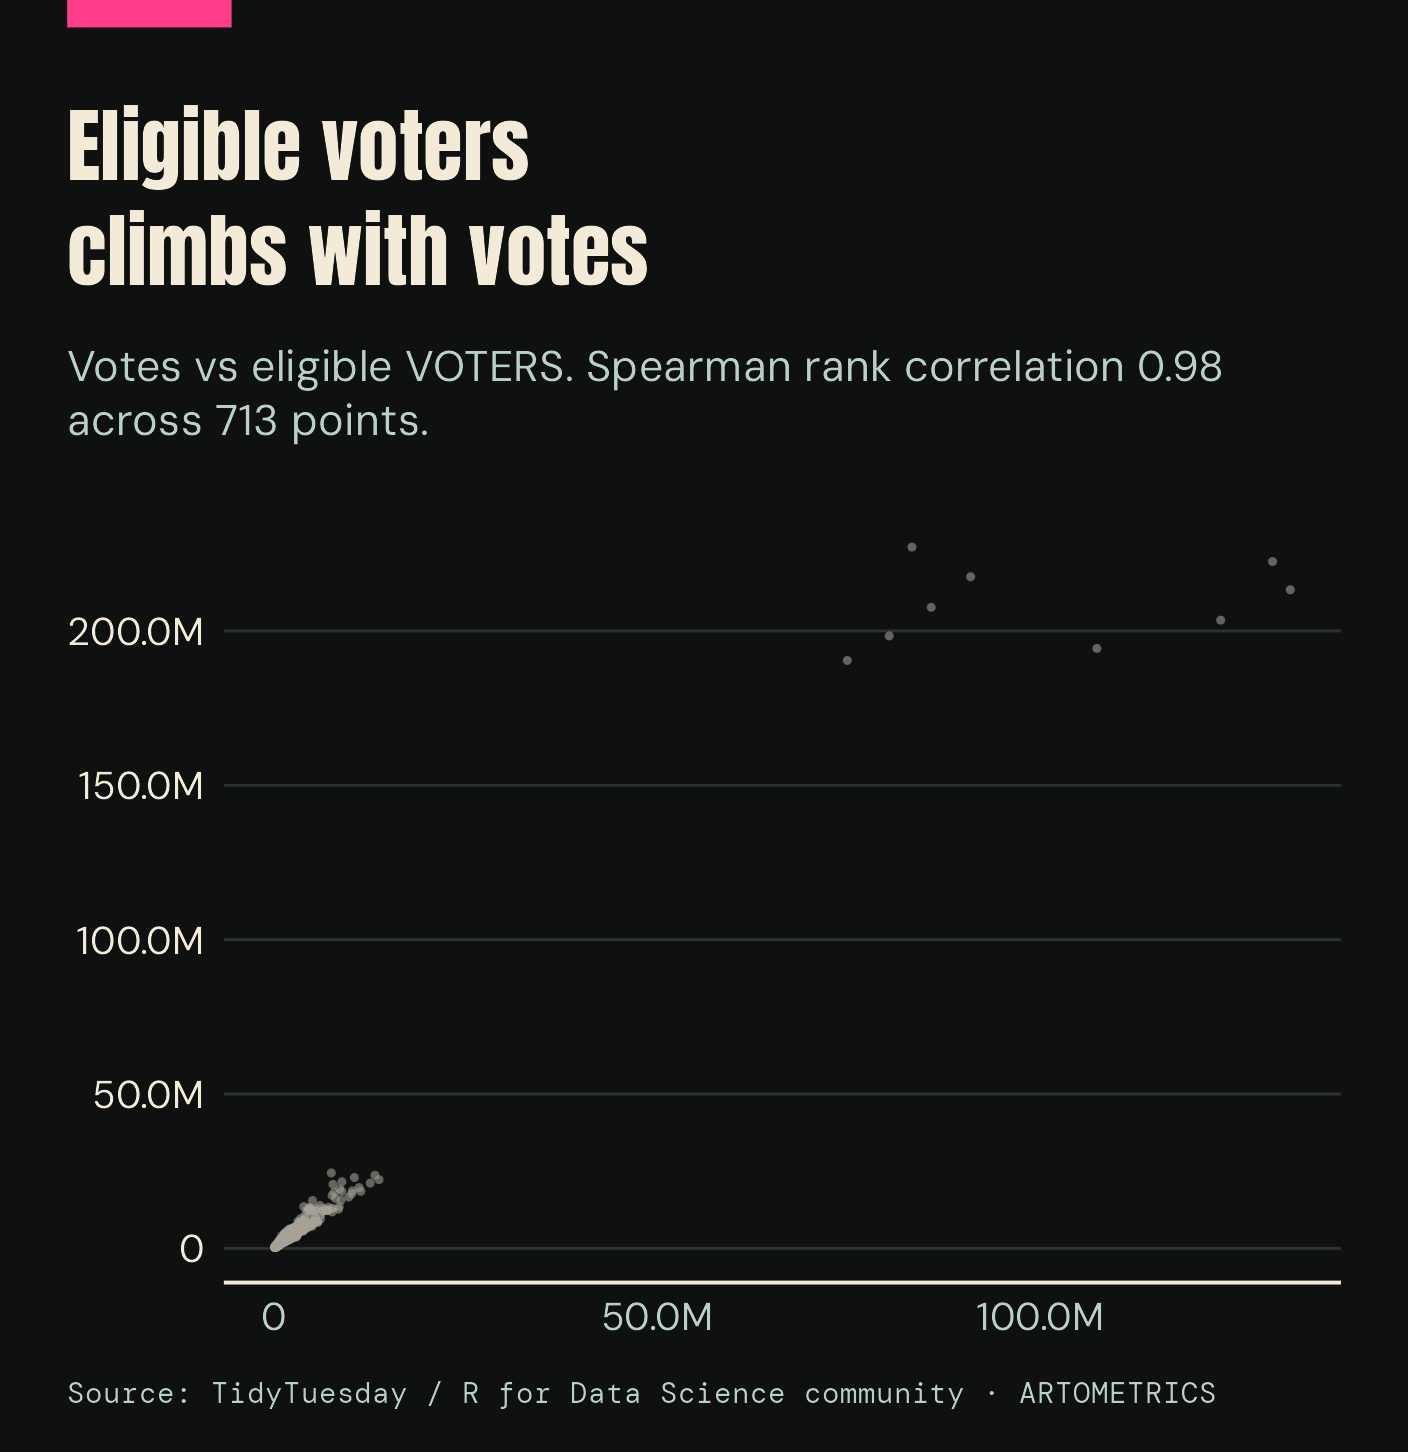 Eligible voters
climbs with votes
Votes vs eligible VOTERS. Spearman rank correlation 0.98
across 713 points.
200.0M
150.0M
100.0M
50.0M
0
0 50.0M 100.0M
Source: TidyTuesday / R for Data Science community · ARTOMETRICS